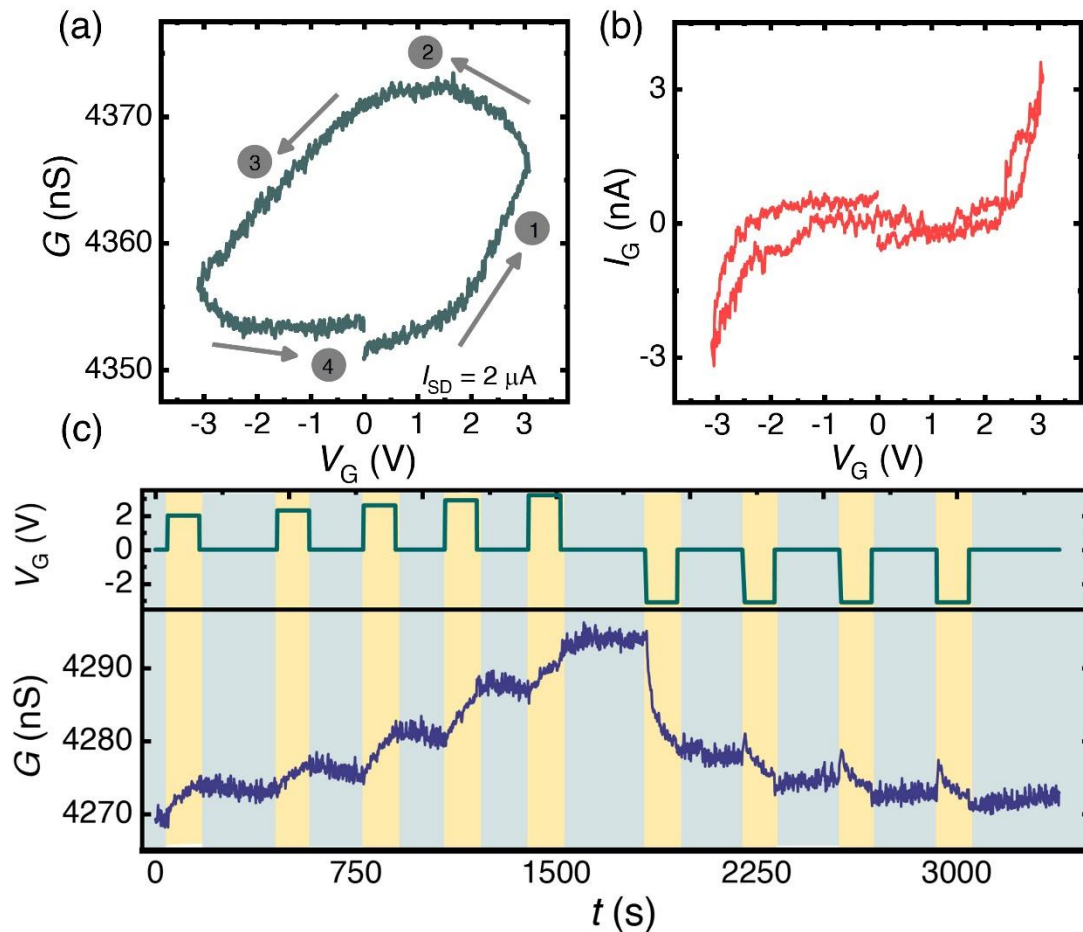 (a)
2
3
1
4
4370
4360
4350
G (nS)
I_SD = 2 μA
-3 -2 -1 0 1 2 3
V_G (V)
(b)
3
0
-3
I_G (nA)
-3 -2 -1 0 1 2 3
V_G (V)
(c)
2
0
-2
V_G (V)
4290
4280
4270
G (nS)
0 750 1500 2250 3000
t (s)